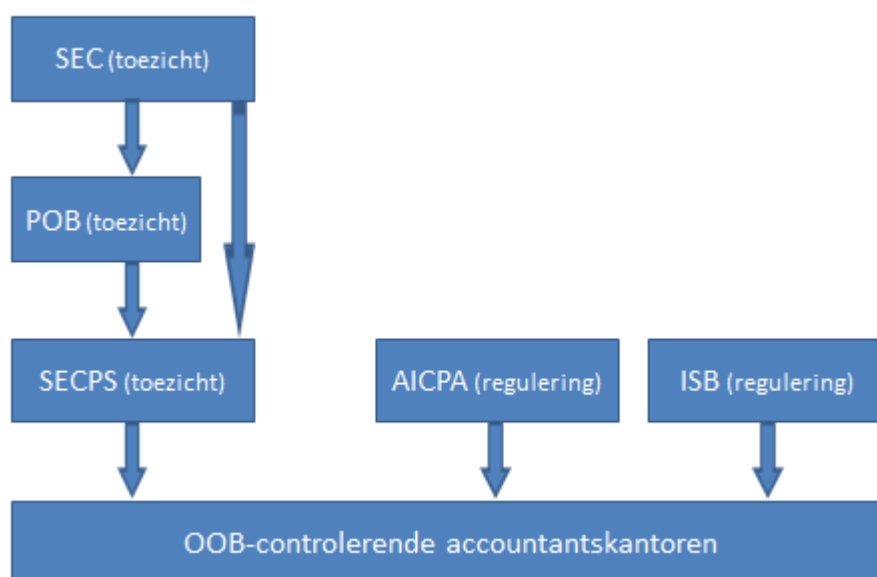 SEC (toezicht)
POB (toezicht)
SECPS (toezicht)
AICPA (regulering)
ISB (regulering)
OOB-controlerende accountantskantoren